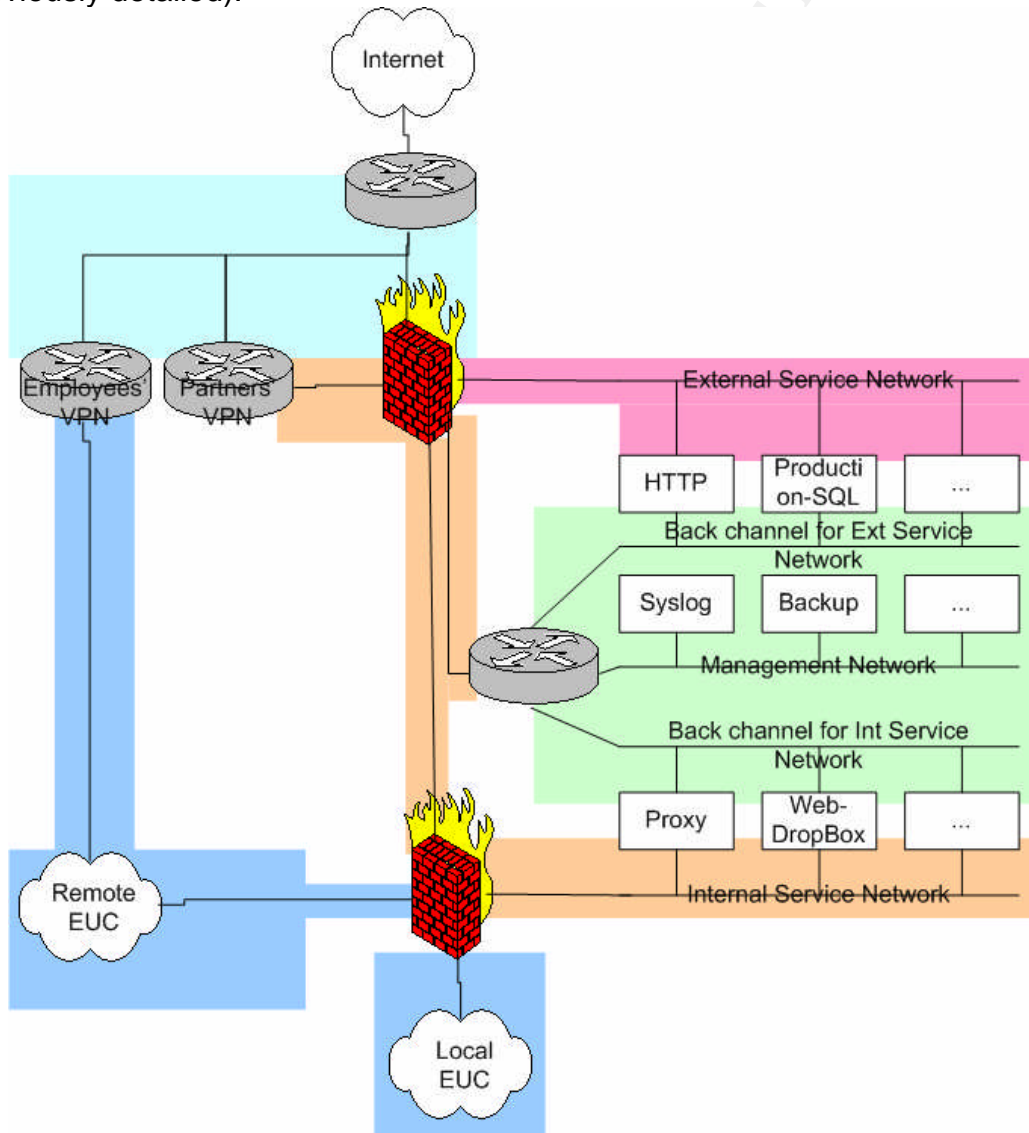 Internet
Employees'
VPN
Partners'
VPN
External Service Network
HTTP
Producti
on-SQL
...
Back channel for Ext Service
Network
Syslog
Backup
...
Management Network
Back channel for Int Service
Network
Proxy
Web-
DropBox
...
Internal Service Network
Remote
EUC
Local
EUC